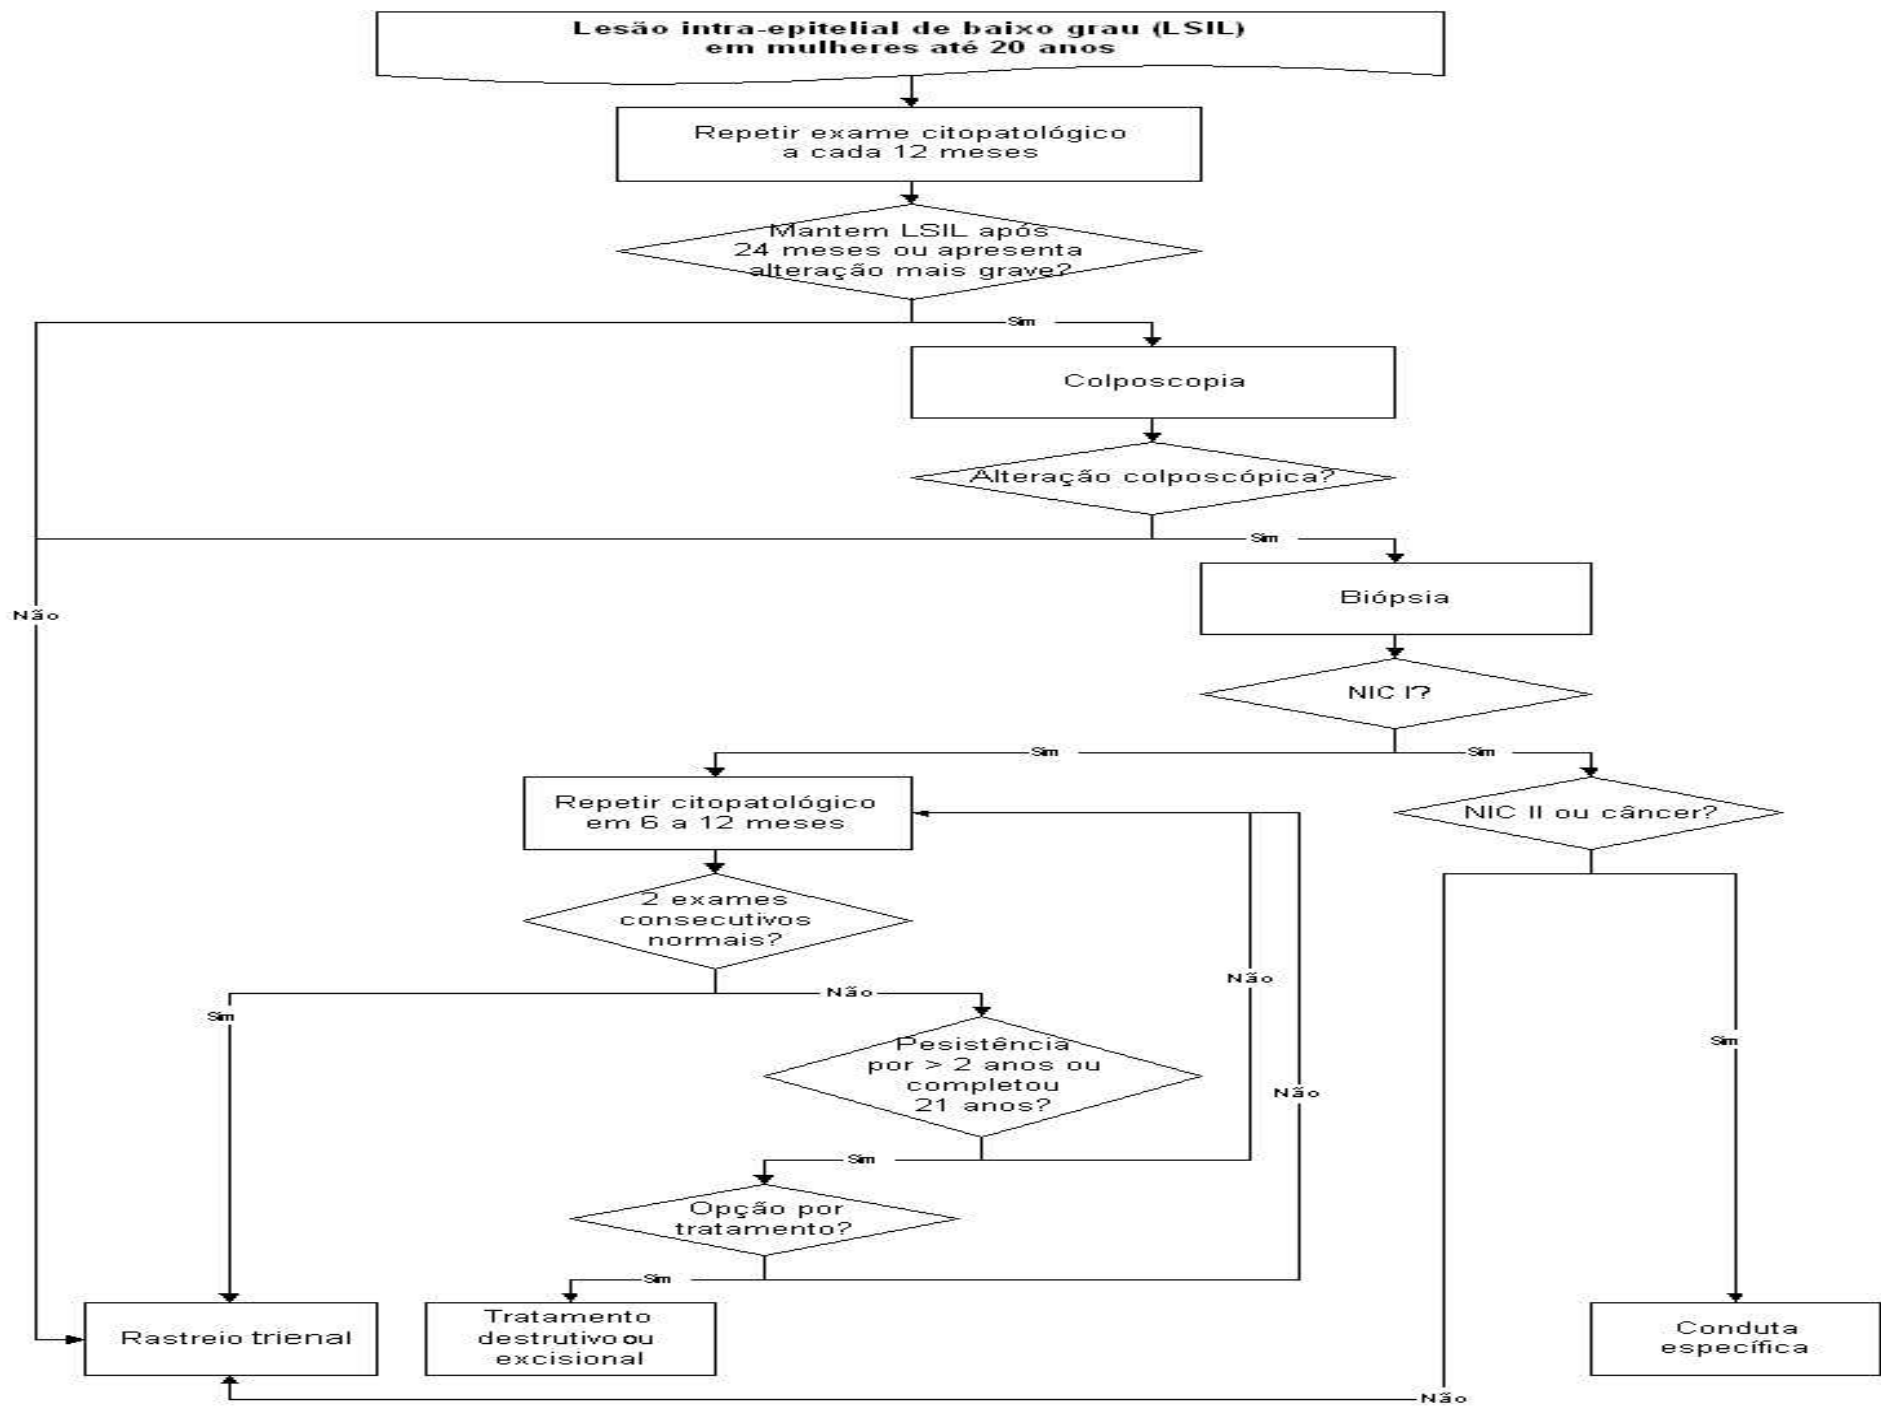 Lesão intra-epitelial de baixo grau (LSIL)
em mulheres até 20 anos
Repetir exame citopatológico
a cada 12 meses
Mantem LSIL após
24 meses ou apresenta
alteração mais grave?
Sim
Colposcopia
Alteração colposcópica?
Sim
Biópsia
Não
NIC I?
Sim
Sim
Repetir citopatológico
em 6 a 12 meses
NIC II ou câncer?
2 exames
consecutivos
normais?
Não
Não
Sim
Sim
Pesistência
por > 2 anos ou
completou
21 anos?
Não
Sim
Opção por
tratamento?
Sim
Rastreio trienal
Tratamento
destrutivo ou
excisional
Conduta
específica
Não